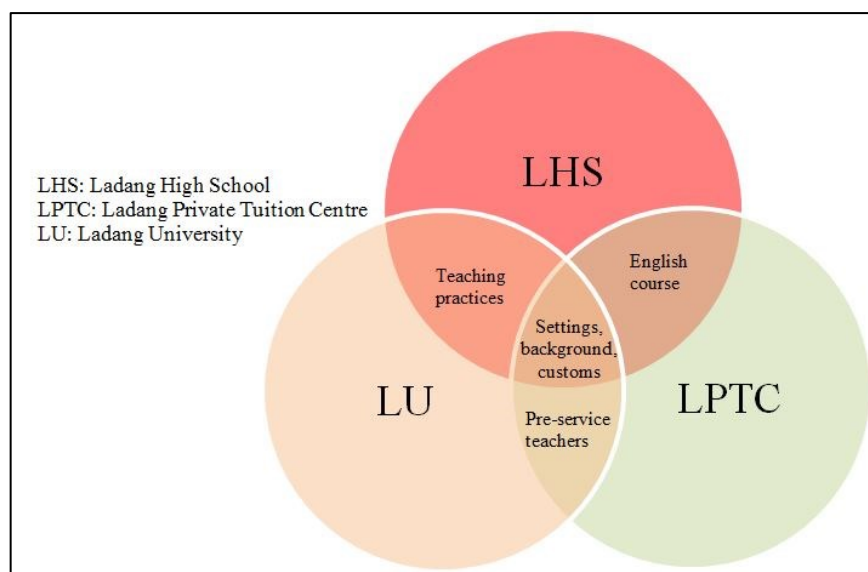 LHS
LHS: Ladang High School
LPTC: Ladang Private Tuition Centre
LU: Ladang University
Teaching
practices
English
course
Settings,
background,
customs
LU
LPTC
Pre-service
teachers